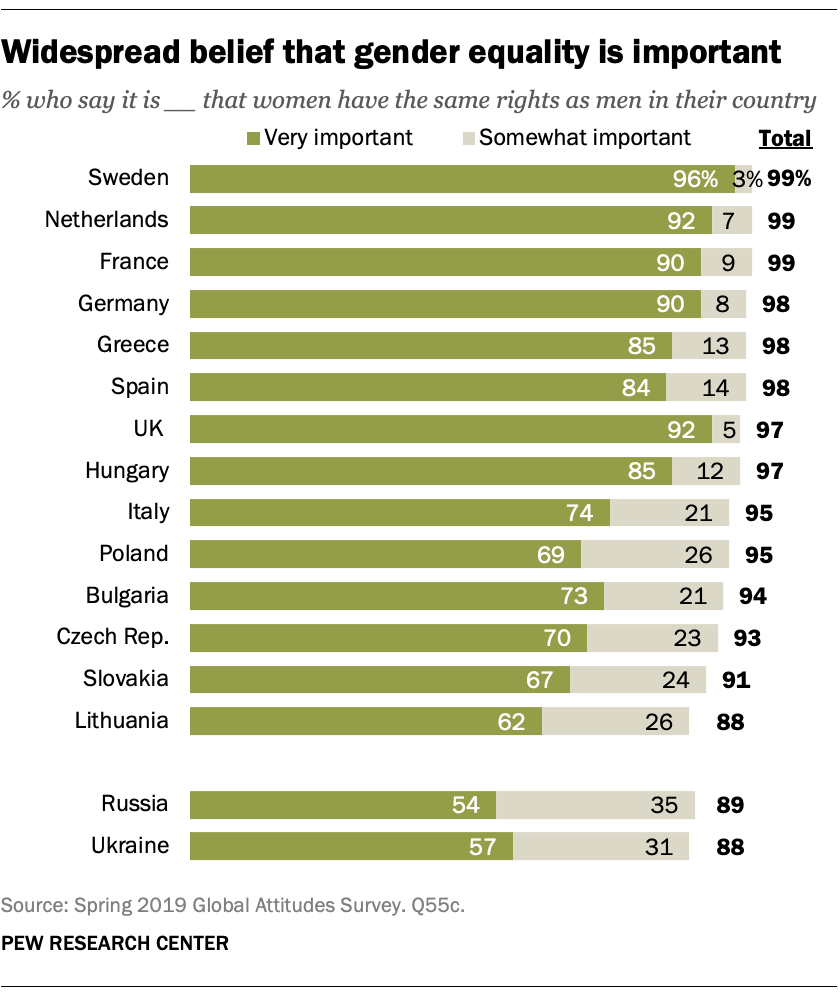 Widespread belief that gender equality is important
% who say it is __ that women have the same rights as men in their country
Very important Somewhat important Total
Sweden 96% 3% 99%
Netherlands 92 7 99
France 90 9 99
Germany 90 8 98
Greece 85 13 98
Spain 84 14 98
UK 92 5 97
Hungary 85 12 97
Italy 74 21 95
Poland 69 26 95
Bulgaria 73 21 94
Czech Rep. 70 23 93
Slovakia 67 24 91
Lithuania 62 26 88
Russia 54 35 89
Ukraine 57 31 88
Source: Spring 2019 Global Attitudes Survey. Q55c.
PEW RESEARCH CENTER